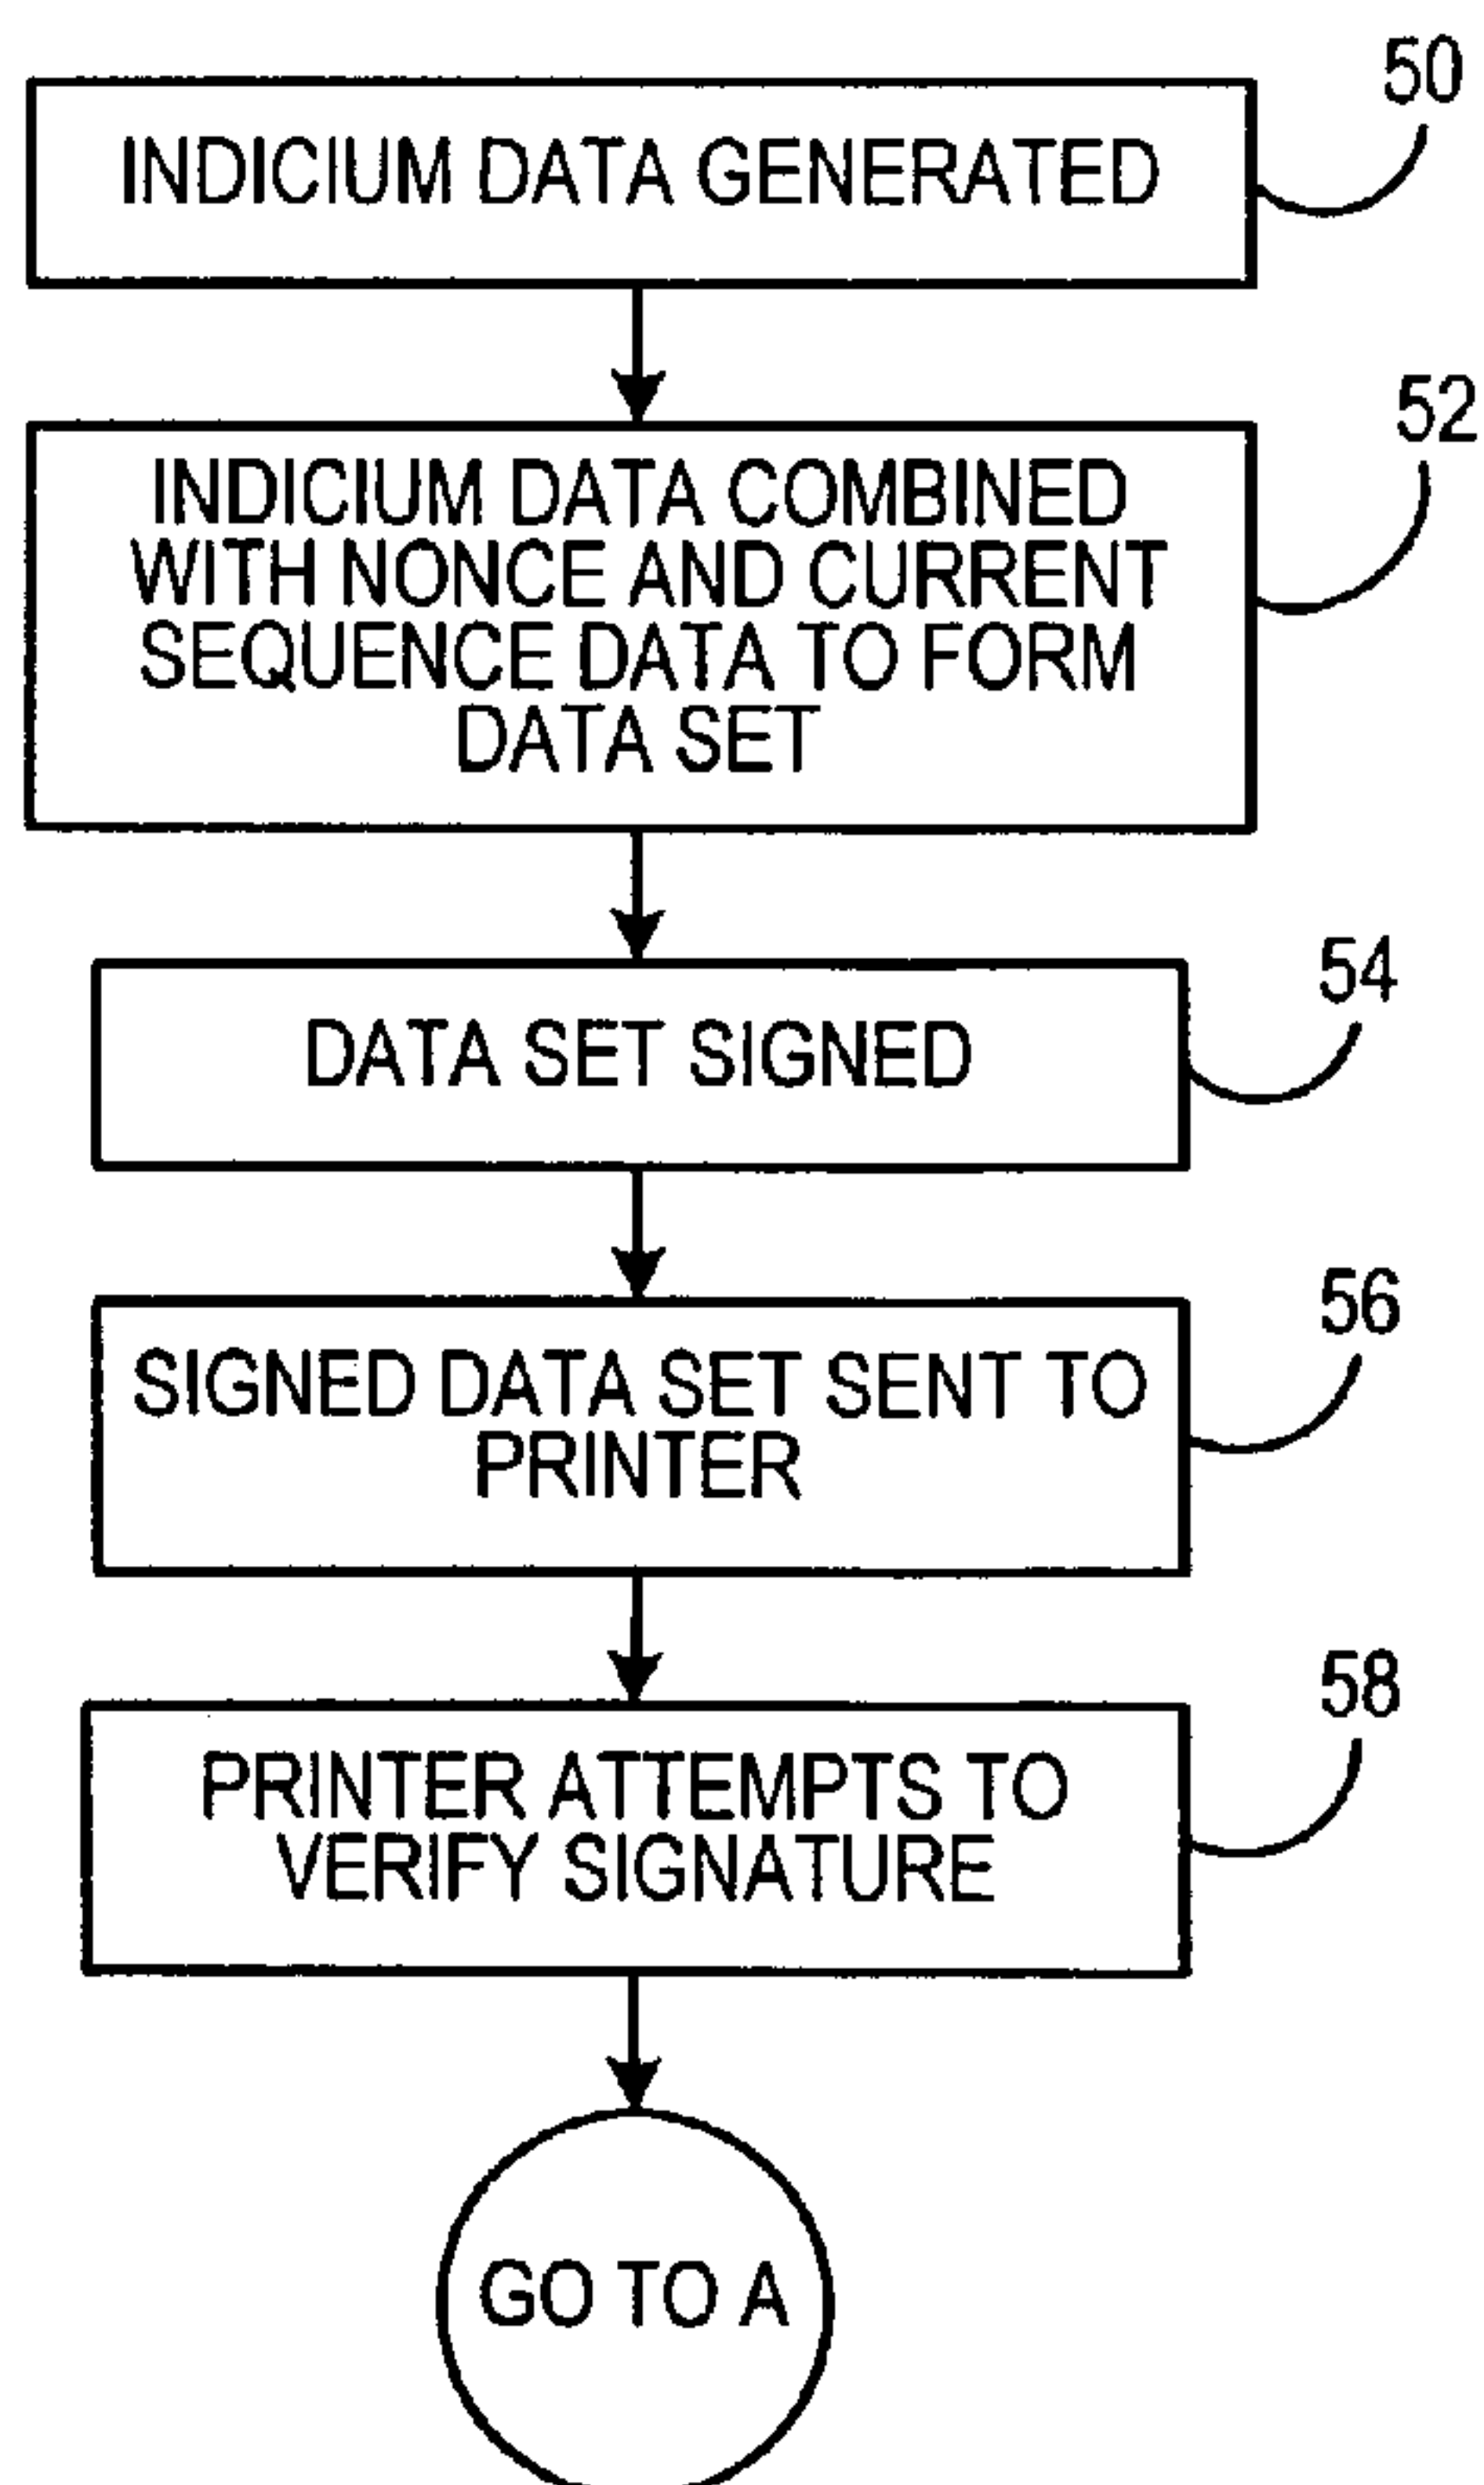 50
INDICIUM DATA GENERATED
52
INDICIUM DATA COMBINED
WITH NONCE AND CURRENT
SEQUENCE DATA TO FORM
DATA SET
54
DATA SET SIGNED
56
SIGNED DATA SET SENT TO
PRINTER
58
PRINTER ATTEMPTS TO
VERIFY SIGNATURE
GO TO A